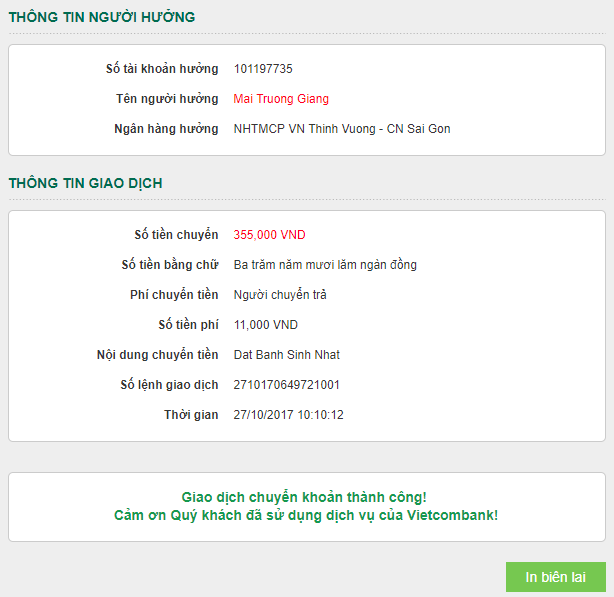 THÔNG TIN NGƯỜI HƯỞNG
Số tài khoản hưởng 101197735
Tên người hưởng Mai Truong Giang
Ngân hàng hưởng NHTMCP VN Thinh Vuong - CN Sai Gon
THÔNG TIN GIAO DỊCH
Số tiền chuyển 355,000 VND
Số tiền bằng chữ Ba trăm năm mươi lăm ngàn đồng
Phí chuyển tiền Người chuyển trả
Số tiền phí 11,000 VND
Nội dung chuyển tiền Dat Banh Sinh Nhat
Số lệnh giao dịch 2710170649721001
Thời gian 27/10/2017 10:10:12
Giao dịch chuyển khoản thành công!
Cảm ơn Quý khách đã sử dụng dịch vụ của Vietcombank!
In biên lai